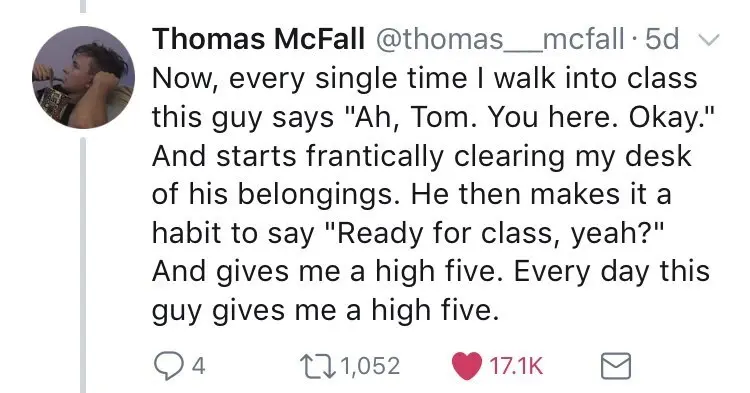 Thomas McFall @thomas___mcfall · 5d
Now, every single time I walk into class
this guy says "Ah, Tom. You here. Okay."
And starts frantically clearing my desk
of his belongings. He then makes it a
habit to say "Ready for class, yeah?"
And gives me a high five. Every day this
guy gives me a high five.
4 1,052 17.1K